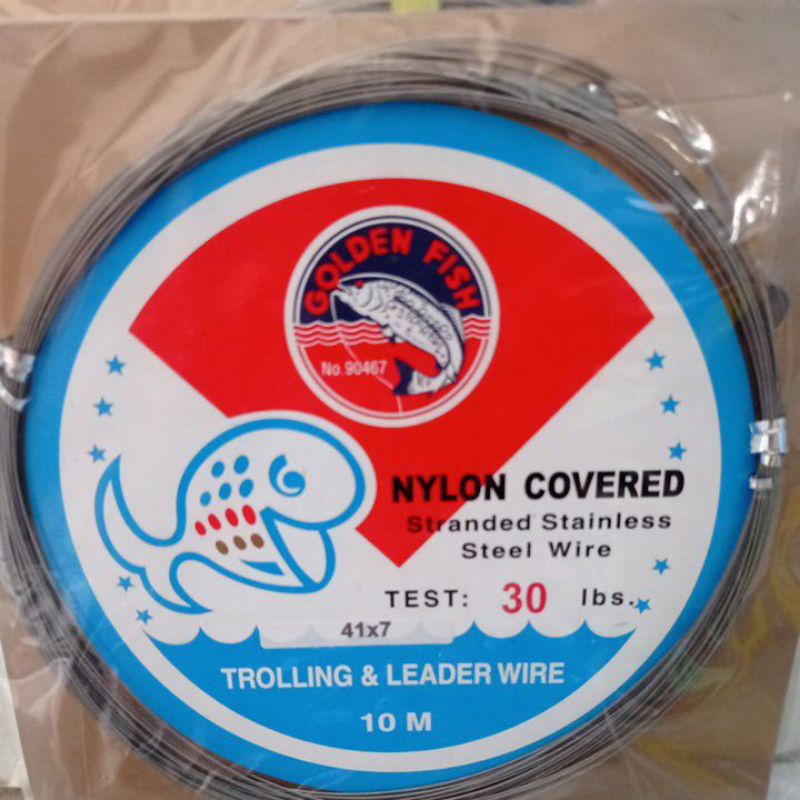 GOLDEN FISH
No.90467
NYLON COVERED
Stranded Stainless
Steel Wire
TEST: 30 lbs.
41x7
TROLLING & LEADER WIRE
10 M